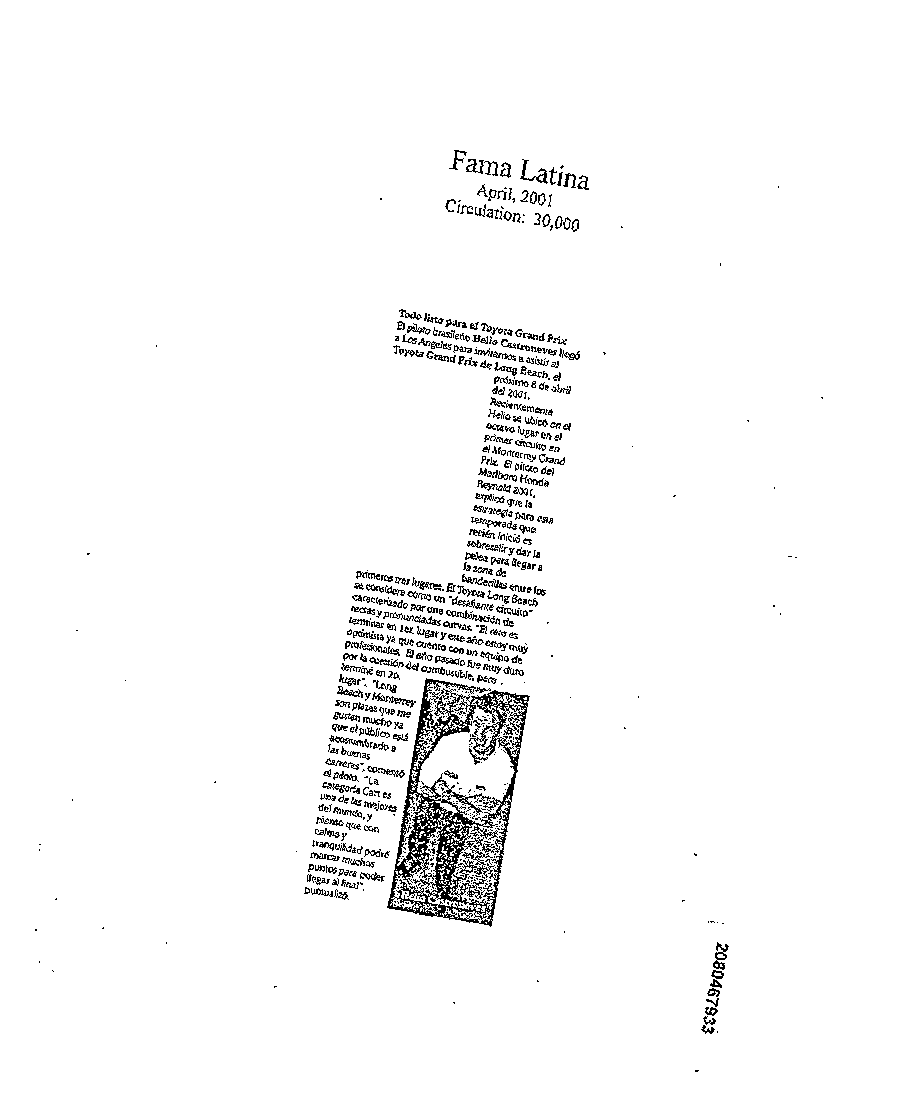 Fama Latina
April, 2001
Circulation: 30,000
Todo listo para el Toyota Grand Prix
El piloto brasileño Helio Castroneves llegó
a Los Angeles para invitarnos a asistir al
Toyota Grand Prix de Long Beach, el
próximo 8 de abril
del 2001.
Recientemente
Helio se ubicó en el
octavo lugar en el
primer circuito en
el Monterrey Grand
Prix. El piloto del
Marlboro Honda
Reynald 2001,
explicó que la
estrategia para esta
temporada que
recién inició es
sobresalir y dar la
pelea para llegar a
la zona de
banderillas entre los
primeros tres lugares. El Toyota Long Beach
se considera como un "desafiante circuito"
caracterizado por una combinación de
rectas y pronunciadas curvas. "El reto es
terminar en 1er. lugar y este año estoy muy
optimista ya que cuento con un equipo de
profesionales. El año pasado fue muy duro
por la cuestión del combustible, pero
terminé en 2o.
lugar". "Long
Beach y Monterrey
son plazas que me
gustan mucho ya
que el público está
acostumbrado a
las buenas
carreras", comentó
el piloto. "La
categoría Cart es
una de las mejores
del mundo, y
pienso que con
calma y
tranquilidad podré
marcar muchos
puntos para poder
llegar al final",
puntualizó.
2080467933